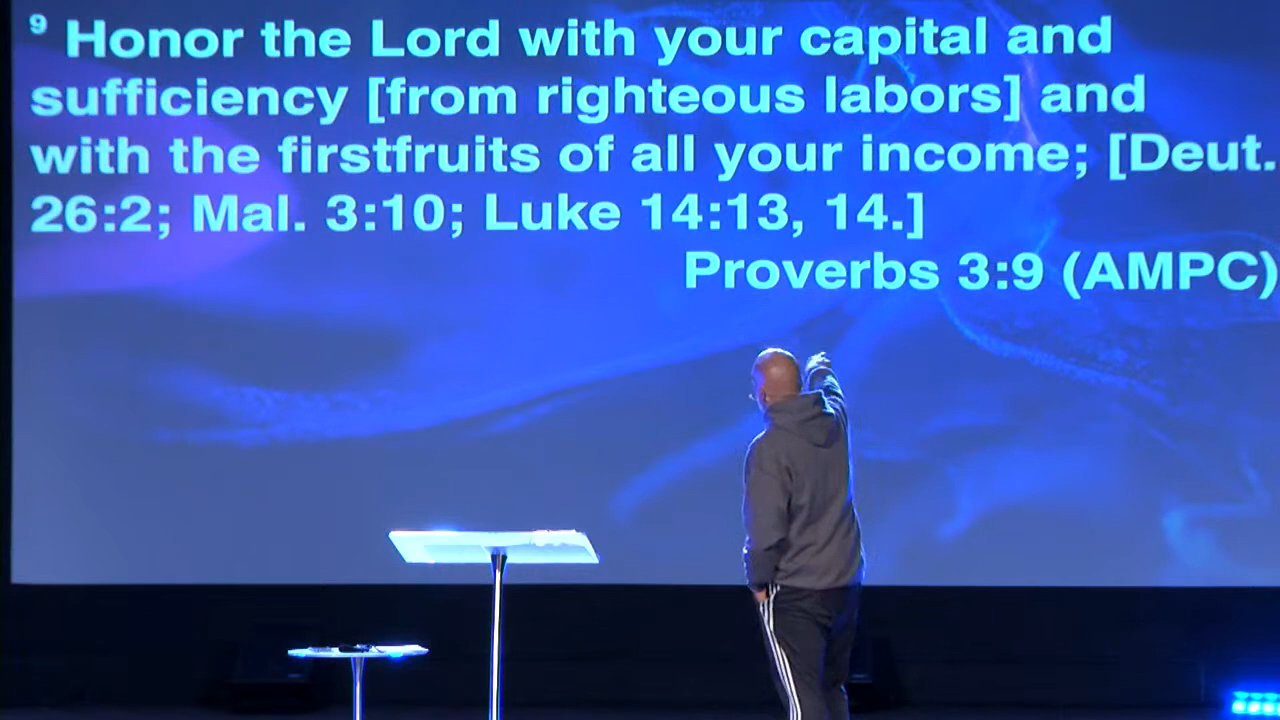 9 Honor the Lord with your capital and
sufficiency [from righteous labors] and
with the firstfruits of all your income; [Deut.
26:2; Mal. 3:10; Luke 14:13, 14.]
Proverbs 3:9 (AMPC)